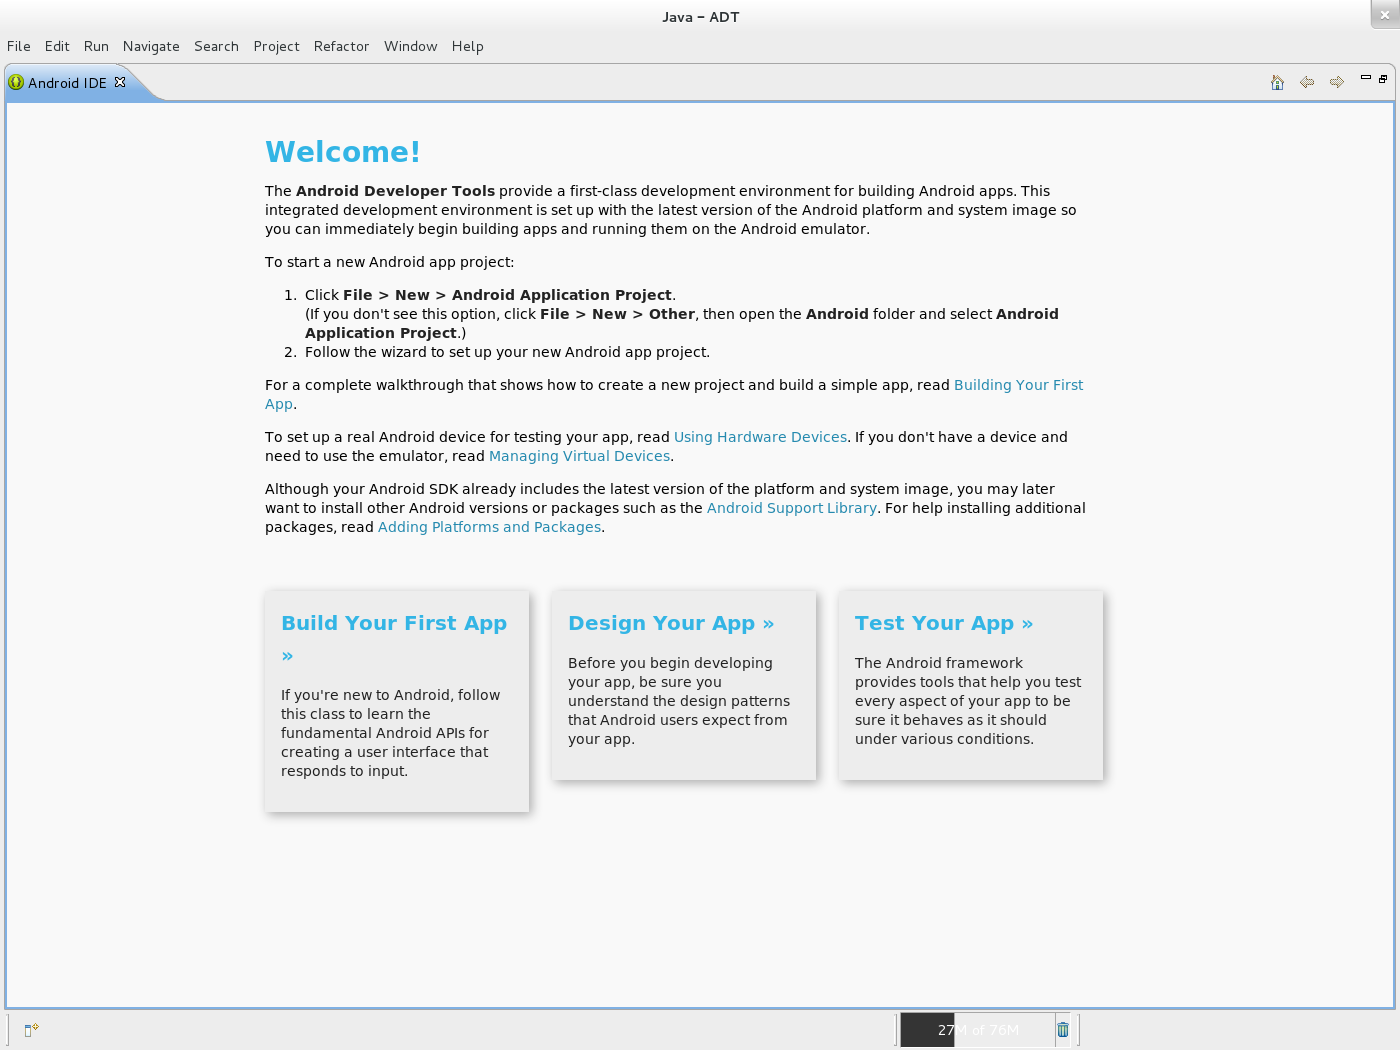 Java – ADT
File Edit Run Navigate Search Project Refactor Window Help
Android IDE
Welcome!
The Android Developer Tools provide a first-class development environment for building Android apps. This
integrated development environment is set up with the latest version of the Android platform and system image so
you can immediately begin building apps and running them on the Android emulator.
To start a new Android app project:
1. Click File > New > Android Application Project.
(If you don't see this option, click File > New > Other, then open the Android folder and select Android
Application Project.)
2. Follow the wizard to set up your new Android app project.
For a complete walkthrough that shows how to create a new project and build a simple app, read Building Your First
App.
To set up a real Android device for testing your app, read Using Hardware Devices. If you don't have a device and
need to use the emulator, read Managing Virtual Devices.
Although your Android SDK already includes the latest version of the platform and system image, you may later
want to install other Android versions or packages such as the Android Support Library. For help installing additional
packages, read Adding Platforms and Packages.
Build Your First App
»
If you're new to Android, follow
this class to learn the
fundamental Android APIs for
creating a user interface that
responds to input.
Design Your App »
Before you begin developing
your app, be sure you
understand the design patterns
that Android users expect from
your app.
Test Your App »
The Android framework
provides tools that help you test
every aspect of your app to be
sure it behaves as it should
under various conditions.
27M of 76M